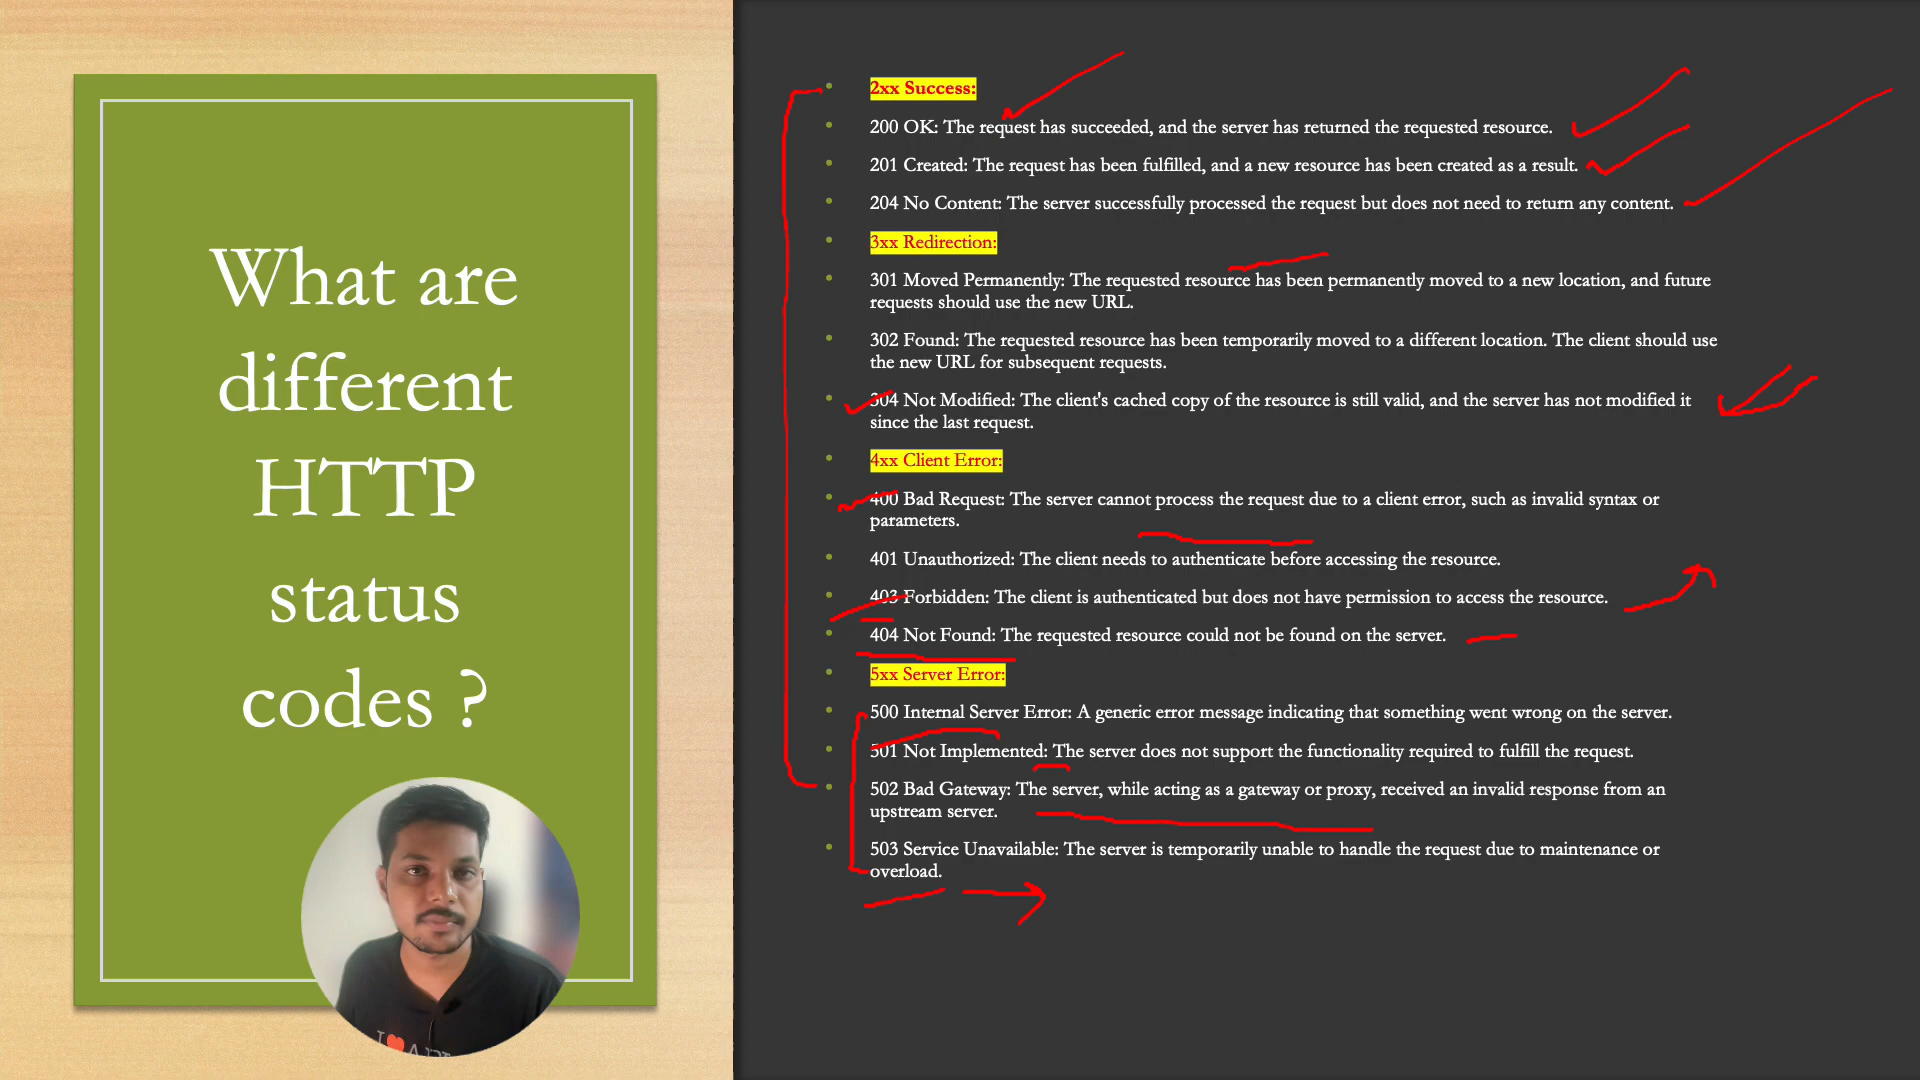 What are
different
HTTP
status
codes ?
2xx Success:
200 OK: The request has succeeded, and the server has returned the requested resource.
201 Created: The request has been fulfilled, and a new resource has been created as a result.
204 No Content: The server successfully processed the request but does not need to return any content.
3xx Redirection:
301 Moved Permanently: The requested resource has been permanently moved to a new location, and future
requests should use the new URL.
302 Found: The requested resource has been temporarily moved to a different location. The client should use
the new URL for subsequent requests.
304 Not Modified: The client's cached copy of the resource is still valid, and the server has not modified it
since the last request.
4xx Client Error:
400 Bad Request: The server cannot process the request due to a client error, such as invalid syntax or
parameters.
401 Unauthorized: The client needs to authenticate before accessing the resource.
403 Forbidden: The client is authenticated but does not have permission to access the resource.
404 Not Found: The requested resource could not be found on the server.
5xx Server Error:
500 Internal Server Error: A generic error message indicating that something went wrong on the server.
501 Not Implemented: The server does not support the functionality required to fulfill the request.
502 Bad Gateway: The server, while acting as a gateway or proxy, received an invalid response from an
upstream server.
503 Service Unavailable: The server is temporarily unable to handle the request due to maintenance or
overload.
I